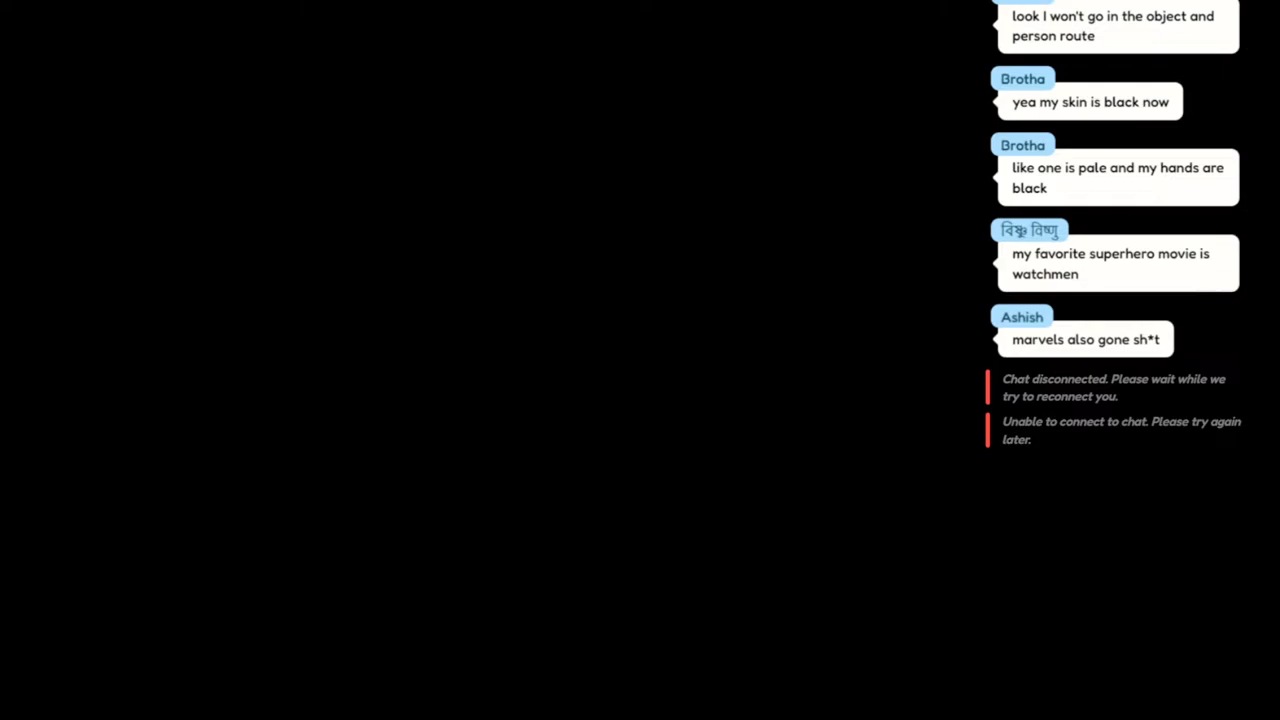 look I won't go in the object and
person route
Brotha
yea my skin is black now
Brotha
like one is pale and my hands are
black
বিষ্ণু विष्णु
my favorite superhero movie is
watchmen
Ashish
marvels also gone sh*t
Chat disconnected. Please wait while we
try to reconnect you.
Unable to connect to chat. Please try again
later.